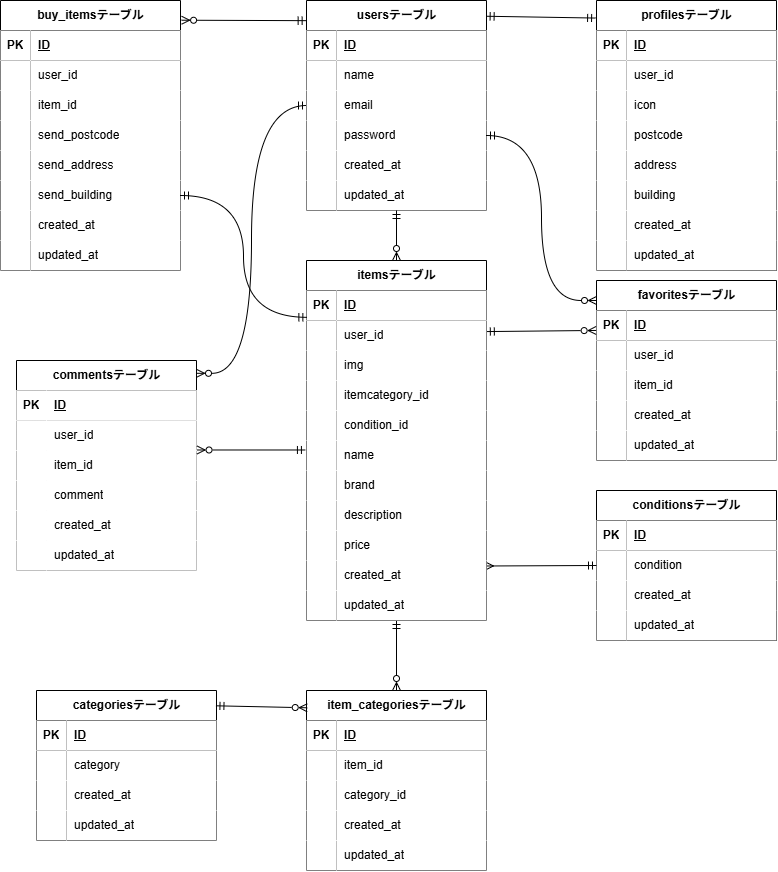 buy_itemsテーブル
PK ID
user_id
item_id
send_postcode
send_address
send_building
created_at
updated_at
usersテーブル
PK ID
name
email
password
created_at
updated_at
profilesテーブル
PK ID
user_id
icon
postcode
address
building
created_at
updated_at
itemsテーブル
PK ID
user_id
img
itemcategory_id
condition_id
name
brand
description
price
created_at
updated_at
favoritesテーブル
PK ID
user_id
item_id
created_at
updated_at
commentsテーブル
PK ID
user_id
item_id
comment
created_at
updated_at
conditionsテーブル
PK ID
condition
created_at
updated_at
categoriesテーブル
PK ID
category
created_at
updated_at
item_categoriesテーブル
PK ID
item_id
category_id
created_at
updated_at